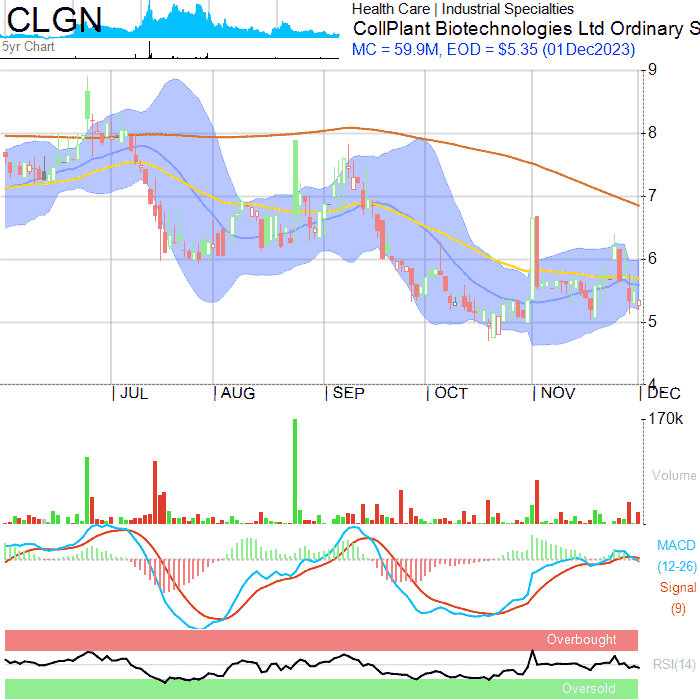 CLGN
5yr Chart
Health Care | Industrial Specialties
CollPlant Biotechnologies Ltd Ordinary S
MC = 59.9M, EOD = $5.35 (01Dec2023)
9
8
7
6
5
4
JUL AUG SEP OCT NOV DEC
170k
Volume
MACD
(12-26)
Signal
(9)
Overbought
RSI(14)
Oversold